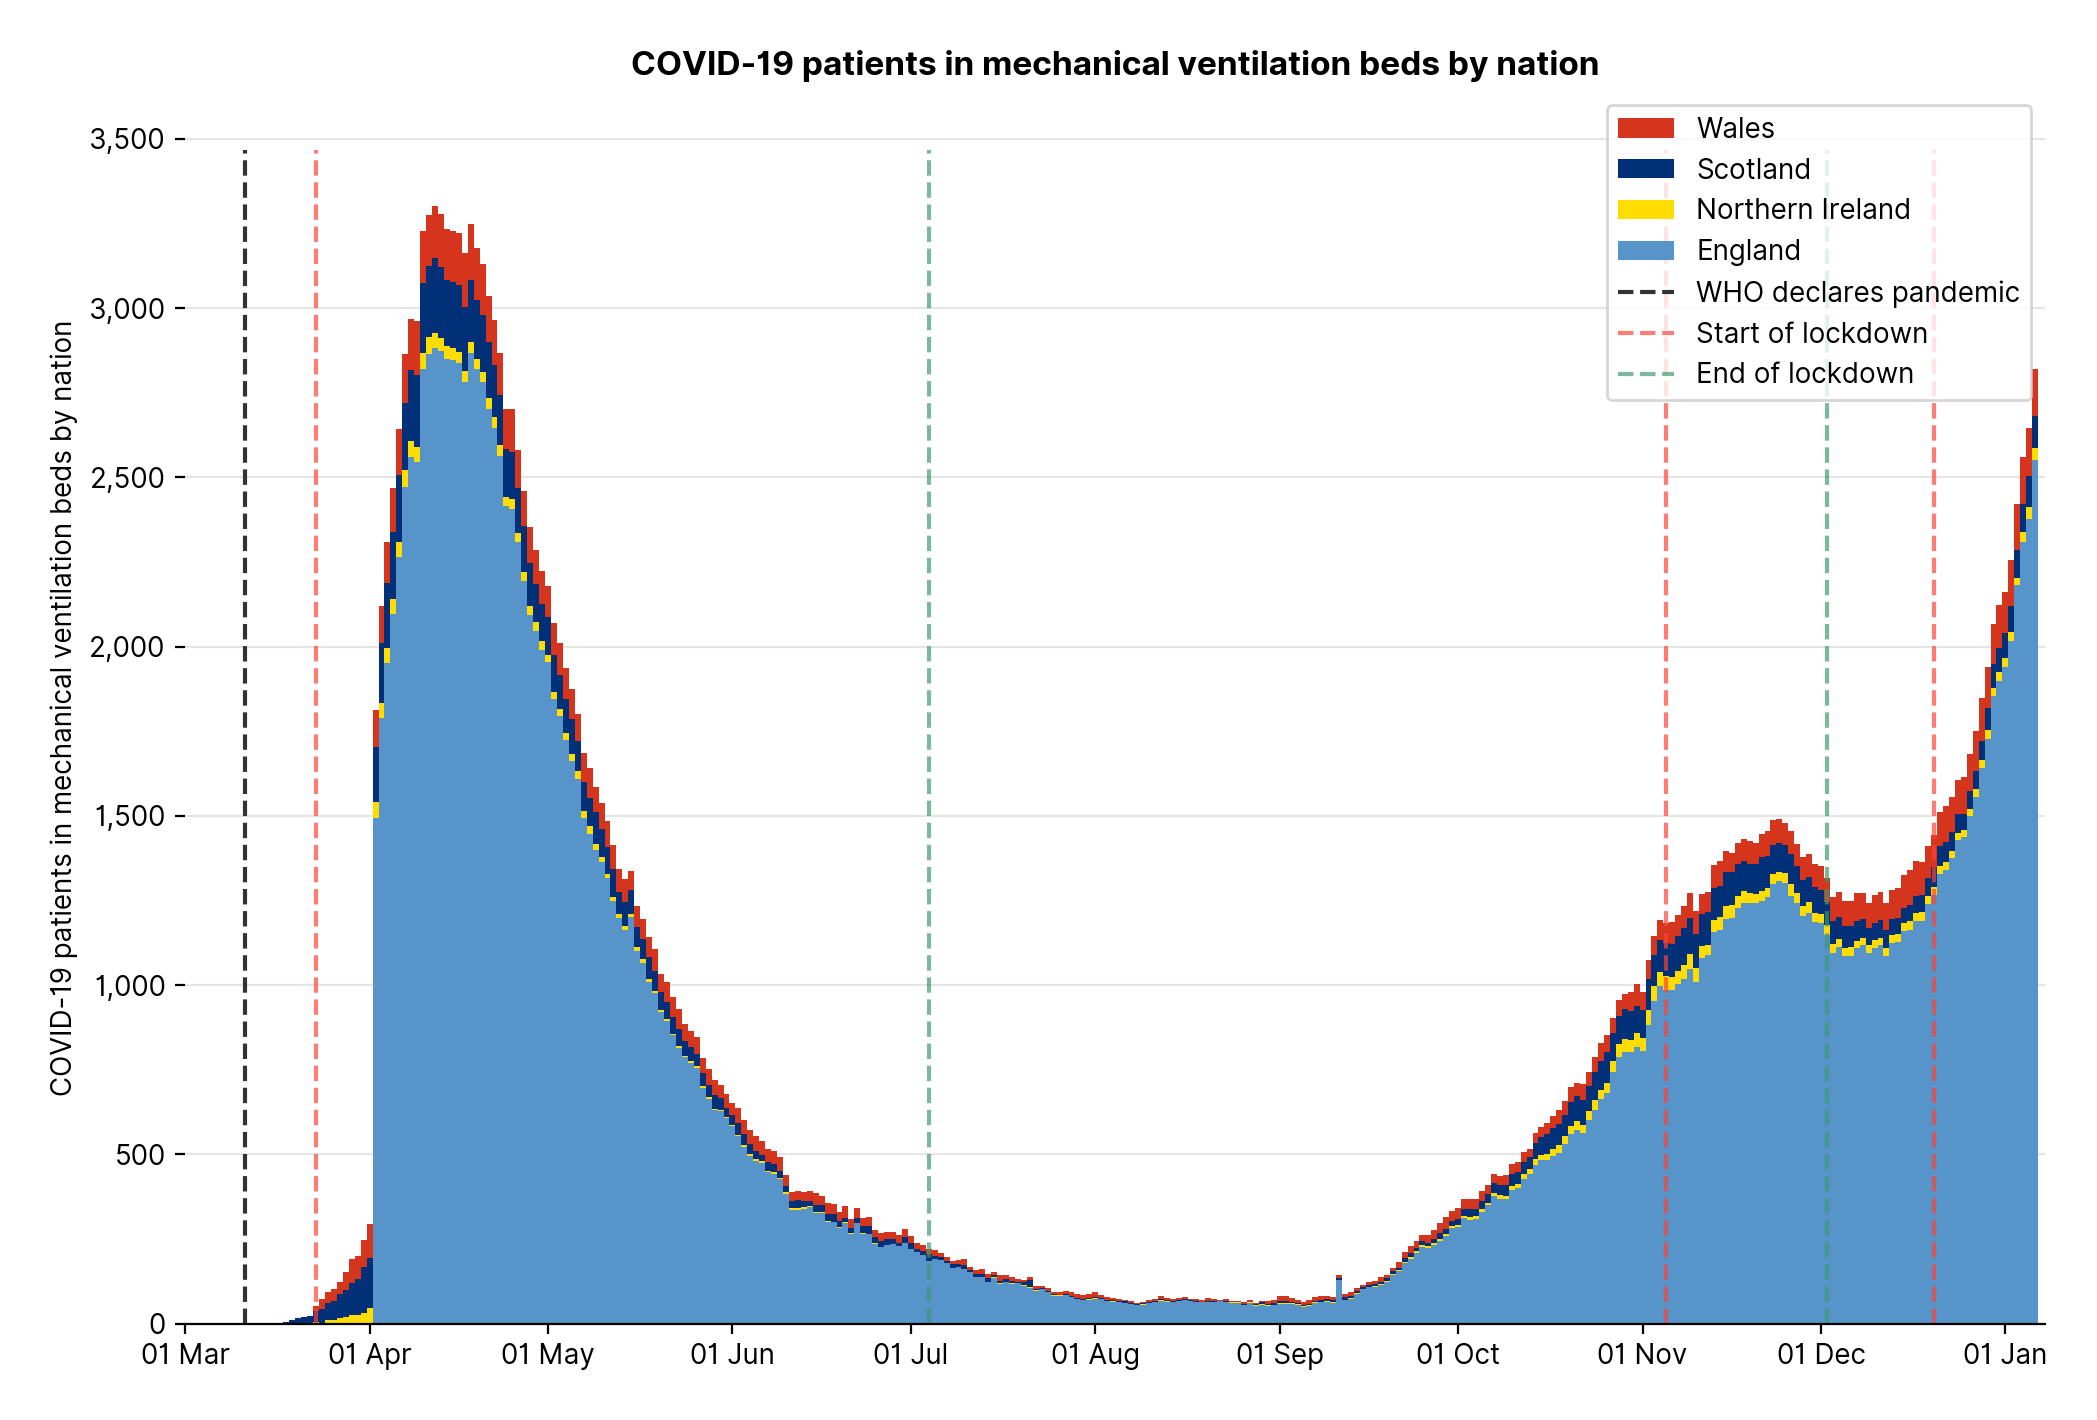 COVID-19 patients in mechanical ventilation beds by nation
COVID-19 patients in mechanical ventilation beds by nation
3,500
3,000
2,500
2,000
1,500
1,000
500
0
Wales
Scotland
Northern Ireland
England
WHO declares pandemic
Start of lockdown
End of lockdown
01 Mar
01 Apr
01 May
01 Jun
01 Jul
01 Aug
01 Sep
01 Oct
01 Nov
01 Dec
01 Jan